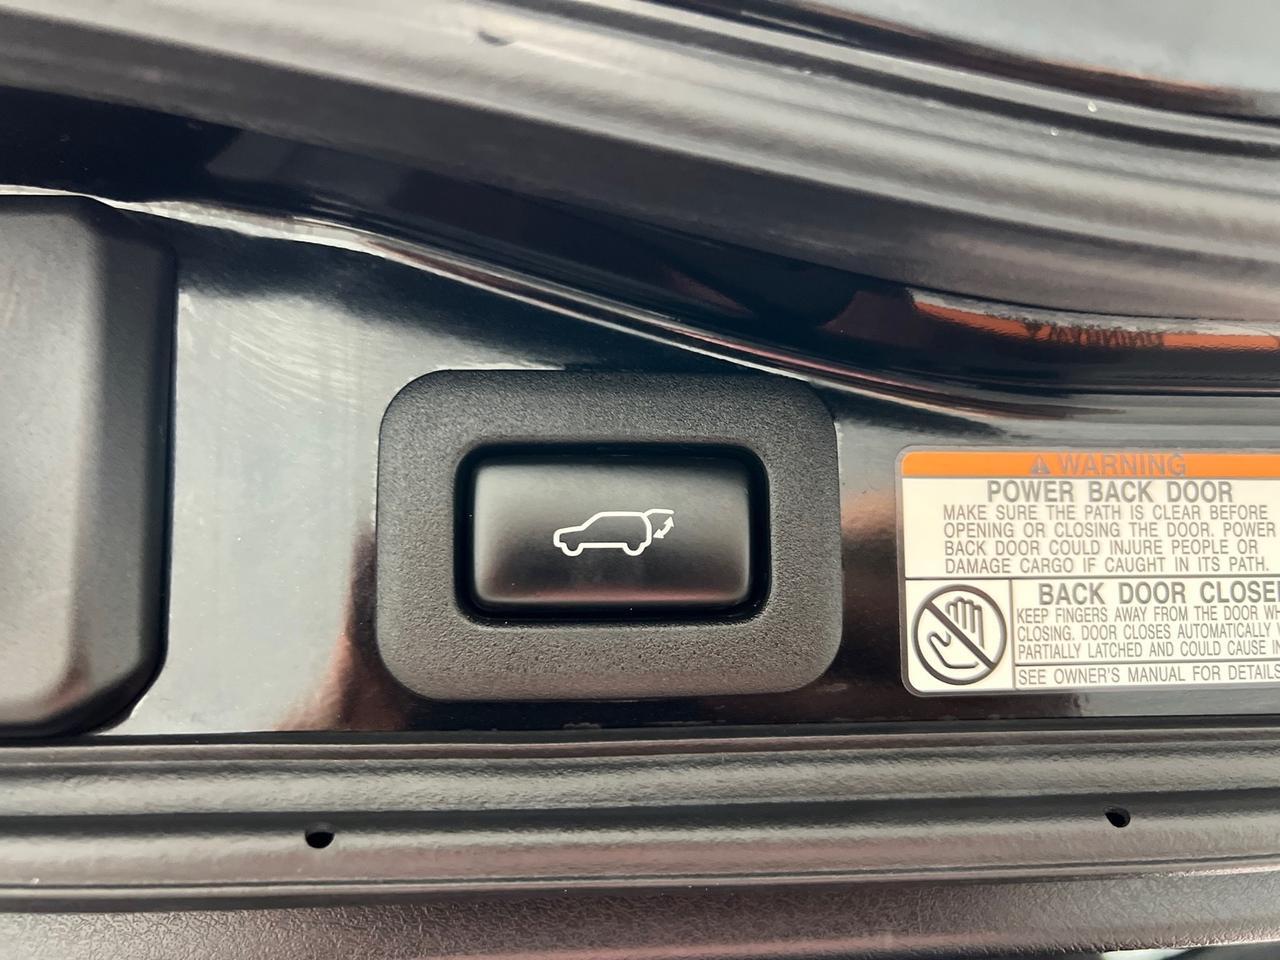 WARNING
POWER BACK DOOR
MAKE SURE THE PATH IS CLEAR BEFORE
OPENING OR CLOSING THE DOOR. POWER
BACK DOOR COULD INJURE PEOPLE OR
DAMAGE CARGO IF CAUGHT IN ITS PATH.
BACK DOOR CLOSE
KEEP FINGERS AWAY FROM THE DOOR
CLOSING. DOOR CLOSES AUTOMATICALLY
PARTIALLY LATCHED AND COULD CAUSE
SEE OWNER'S MANUAL FOR DETAILS